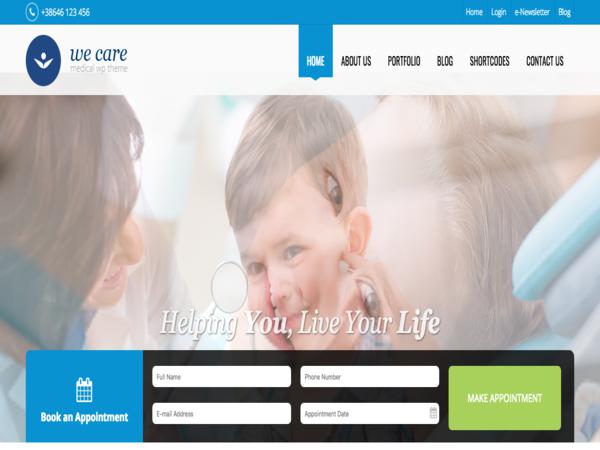 +38646 123 456
Home Login e-Newsletter Blog
we care
medical wp theme
HOME ABOUT US PORTFOLIO BLOG SHORTCODES CONTACT US
Helping You, Live Your Life
Book an Appointment
Full Name
Phone Number
E-mail Address
Appointment Date
MAKE APPOINTMENT